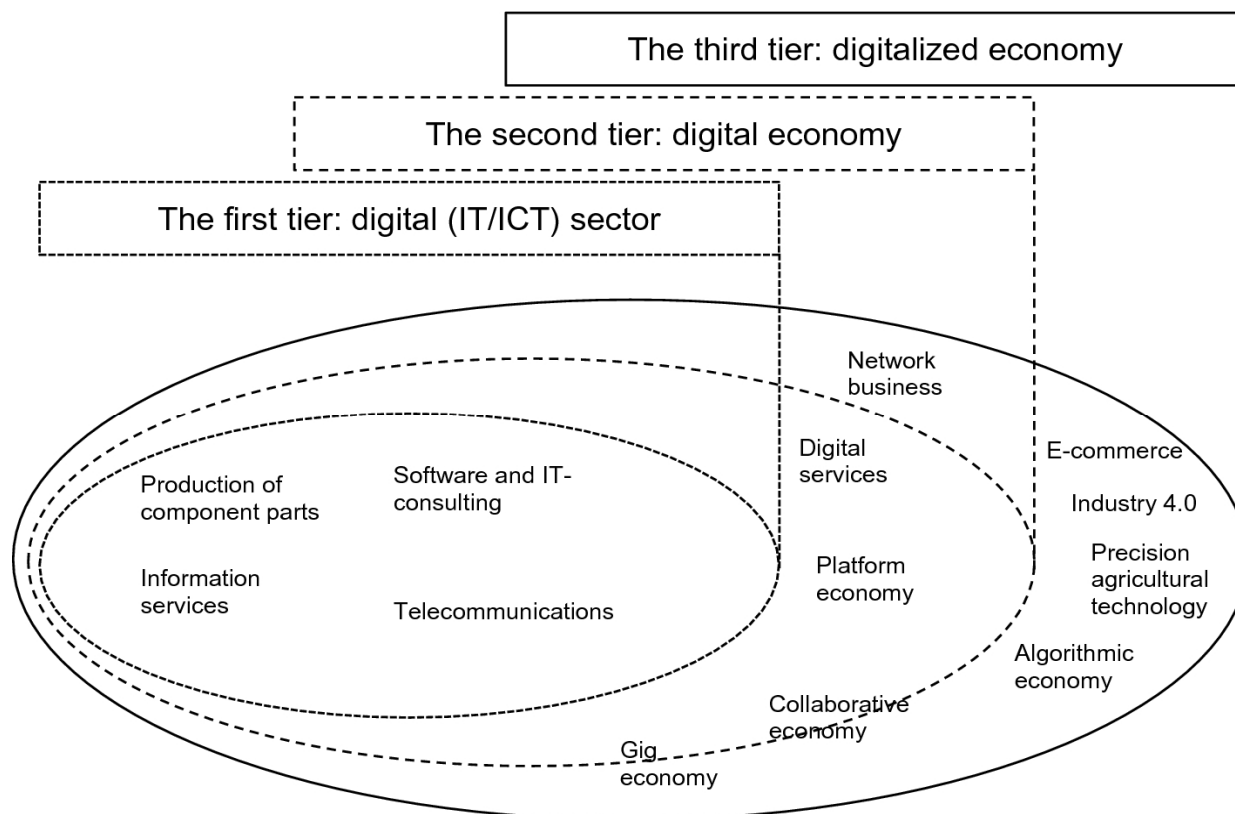 The third tier: digitalized economy
The second tier: digital economy
The first tier: digital (IT/ICT) sector
Network
business
Digital
services
E-commerce
Software and IT-
consulting
Production of
component parts
Industry 4.0
Precision
agricultural
technology
Platform
economy
Information
services
Telecommunications
Algorithmic
economy
Collaborative
economy
Gig
economy